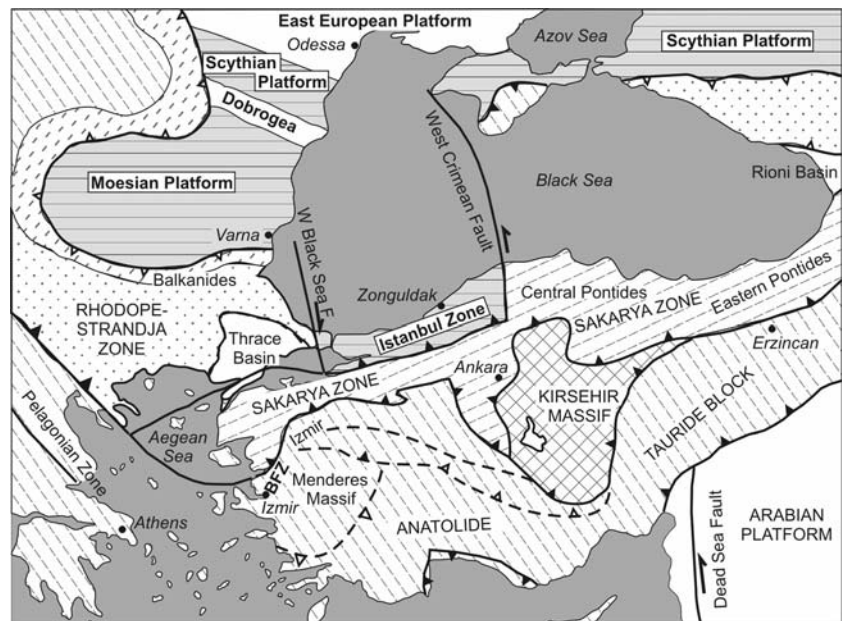 East European Platform
Odessa
Azov Sea
Scythian Platform
Scythian
Platform
Dobrogea
West Crimean Fault
Moesian Platform
Black Sea
Rioni Basin
Varna
W Black Sea F.
Balkanides
Zonguldak
Central Pontides
Eastern Pontides
RHODOPE-
STRANDJA
ZONE
Thrace
Basin
Istanbul Zone
SAKARYA ZONE
Erzincan
Ankara
SAKARYA ZONE
KIRSEHIR
MASSIF
TAURIDE BLOCK
Pelagonian Zone
Aegean
Sea
Izmir
BFZ
Menderes
Massif
Izmir
Athens
ANATOLIDE
Dead Sea Fault
ARABIAN
PLATFORM